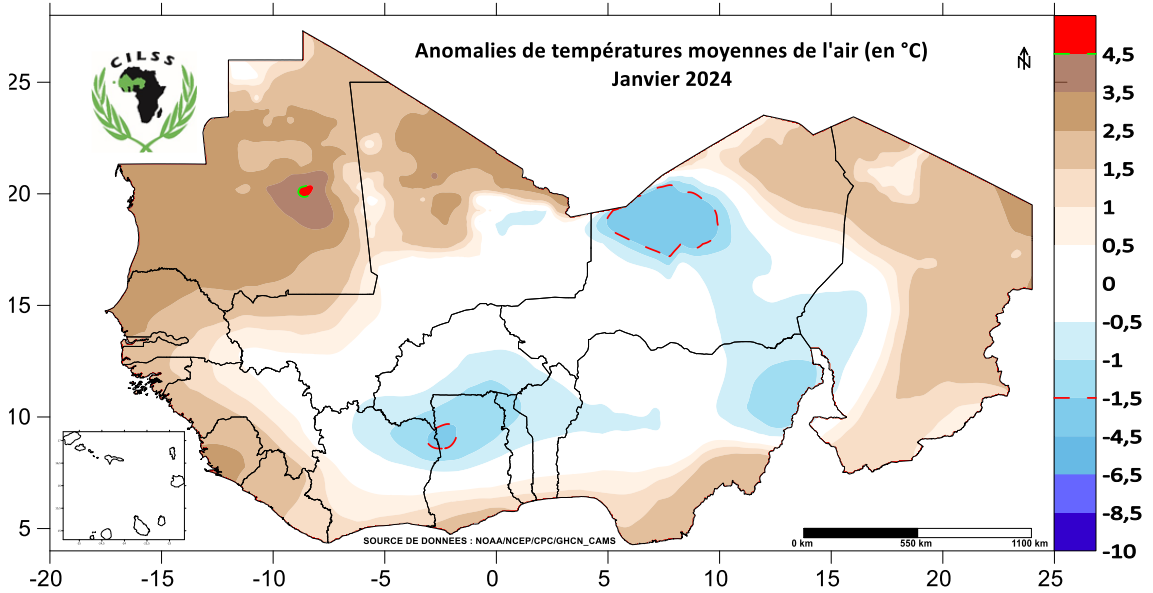 Anomalies de températures moyennes de l'air (en °C)
Janvier 2024
CILSS
N
25
20
15
10
5
4,5
3,5
2,5
1,5
1
0,5
0
-0,5
-1
-1,5
-4,5
-6,5
-8,5
-10
SOURCE DE DONNEES : NOAA/NCEP/CPC/GHCN_CAMS
0 km 550 km 1100 km
-20 -15 -10 -5 0 5 10 15 20 25